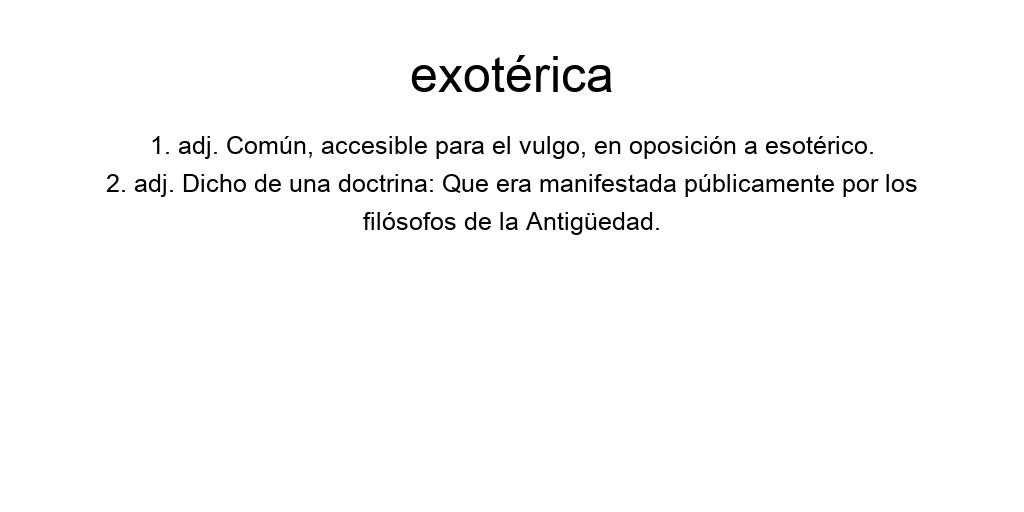 exotérica
1. adj. Común, accesible para el vulgo, en oposición a esotérico.
2. adj. Dicho de una doctrina: Que era manifestada públicamente por los
filósofos de la Antigüedad.